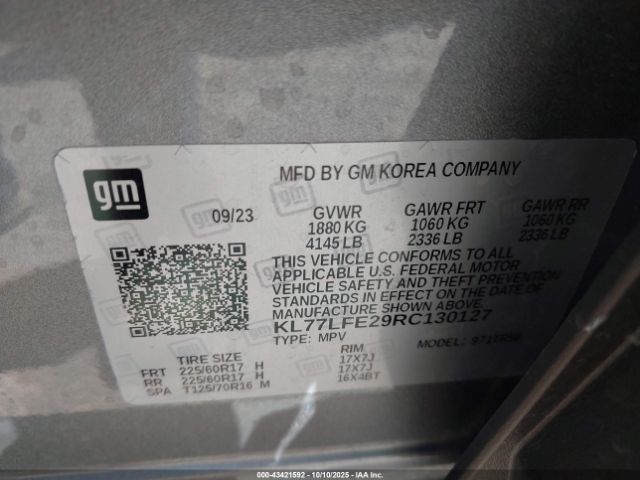 gm
MFD BY GM KOREA COMPANY
09/23 GVWR GAWR FRT GAWR RR
1880 KG 1060 KG 1060 KG
4145 LB 2336 LB 2336 LB
THIS VEHICLE CONFORMS TO ALL
APPLICABLE U.S. FEDERAL MOTOR
VEHICLE SAFETY AND THEFT PREVENTION
STANDARDS IN EFFECT ON THE DATE OF
MANUFACTURE SHOWN ABOVE.
KL77LFE29RC130127
TYPE: MPV MODEL:
TIRE SIZE RIM
FRT 225/60R17 H 17X7J
RR 225/60R17 H 17X7J
SPA T125/70R16 M 16X4BT
000-43421592 - 10/10/2025 - Copyright IAA, LLC.